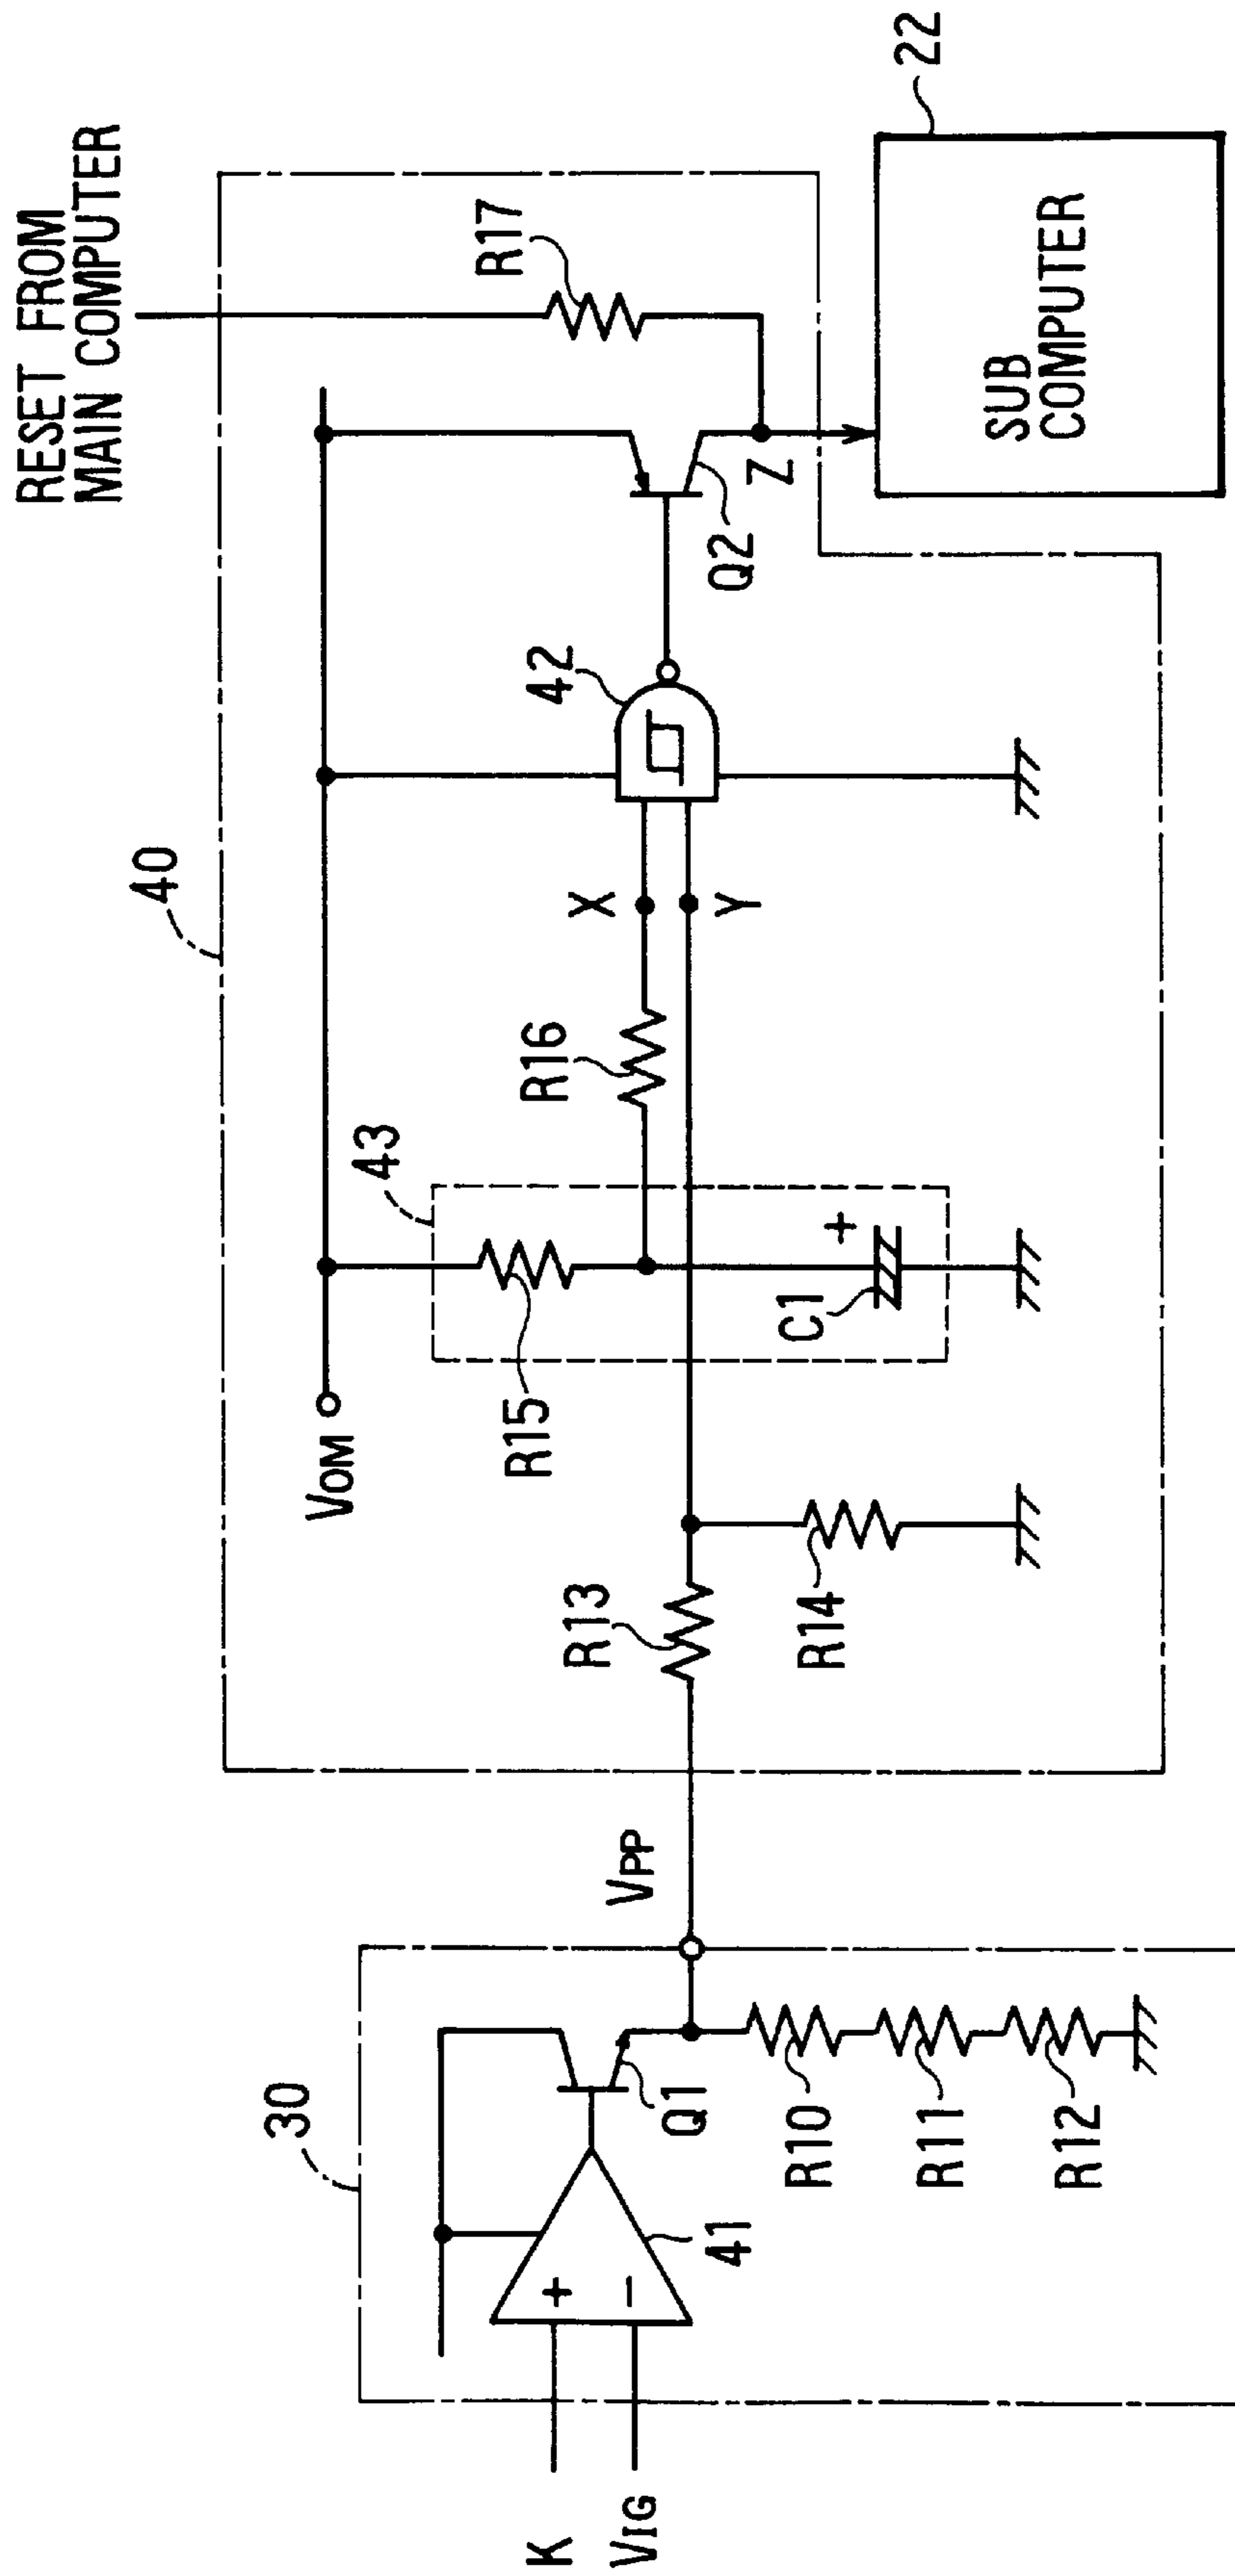 RESET FROM
MAIN COMPUTER
40
R17
VOM
43
R15
R16
X
Y
42
Q2
Z
22
SUB
COMPUTER
C1
+
R13
R14
VPP
30
K
VIG
+
−
41
Q1
R10
R11
R12